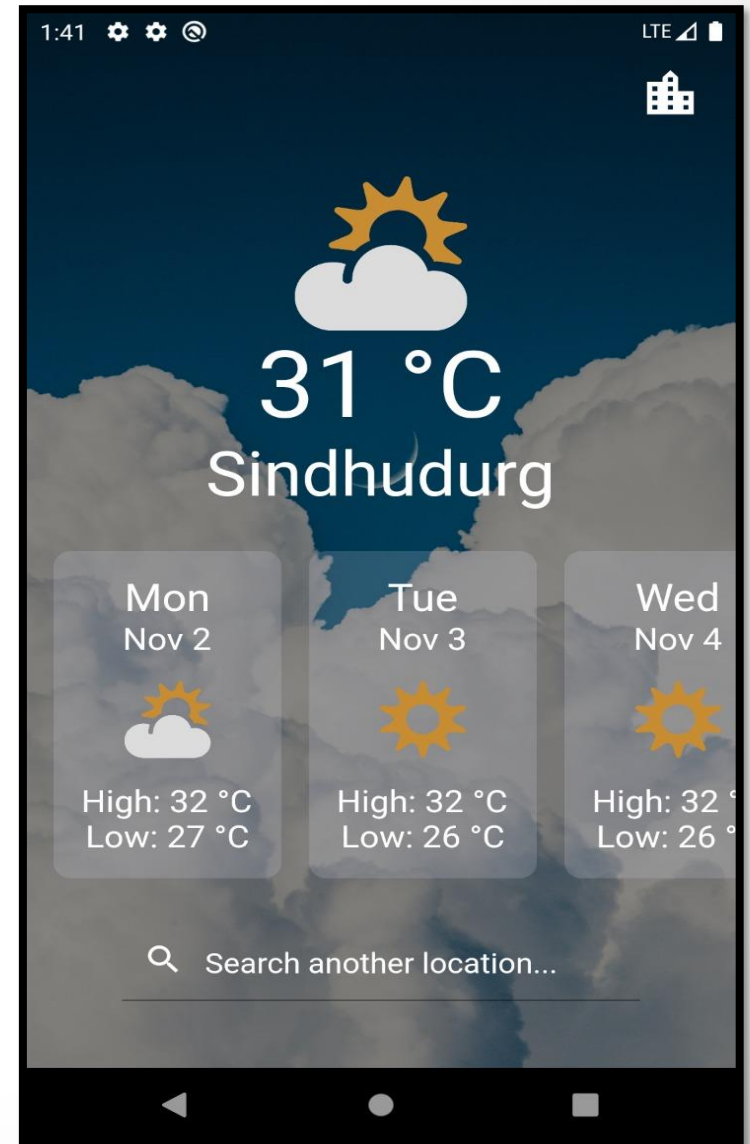 1:41 LTE
31 °C
Sindhudurg
Mon Tue Wed
Nov 2 Nov 3 Nov 4
High: 32 °C High: 32 °C High: 32 °
Low: 27 °C Low: 26 °C Low: 26 °
Search another location...